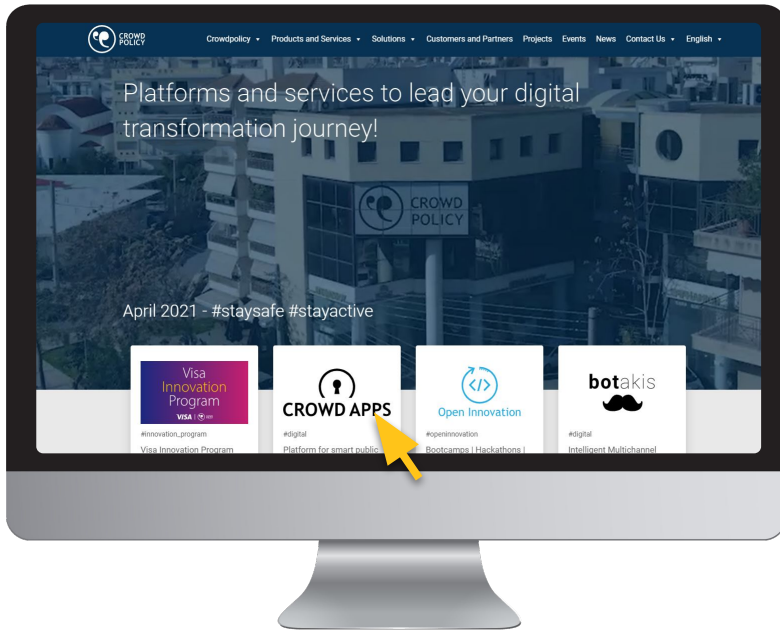 CROWD
POLICY
Crowdpolicy Products and Services Solutions Customers and Partners Projects Events News Contact Us English
Platforms and services to lead your digital
transformation journey!
CROWD
POLICY
April 2021 - #staysafe #stayactive
Visa
Innovation
Program
VISA
#innovation_program
Visa Innovation Program
CROWD APPS
#digital
Platform for smart public
Open Innovation
#openinnovation
Bootcamps | Hackathons |
botakis
#digital
Intelligent Multichannel